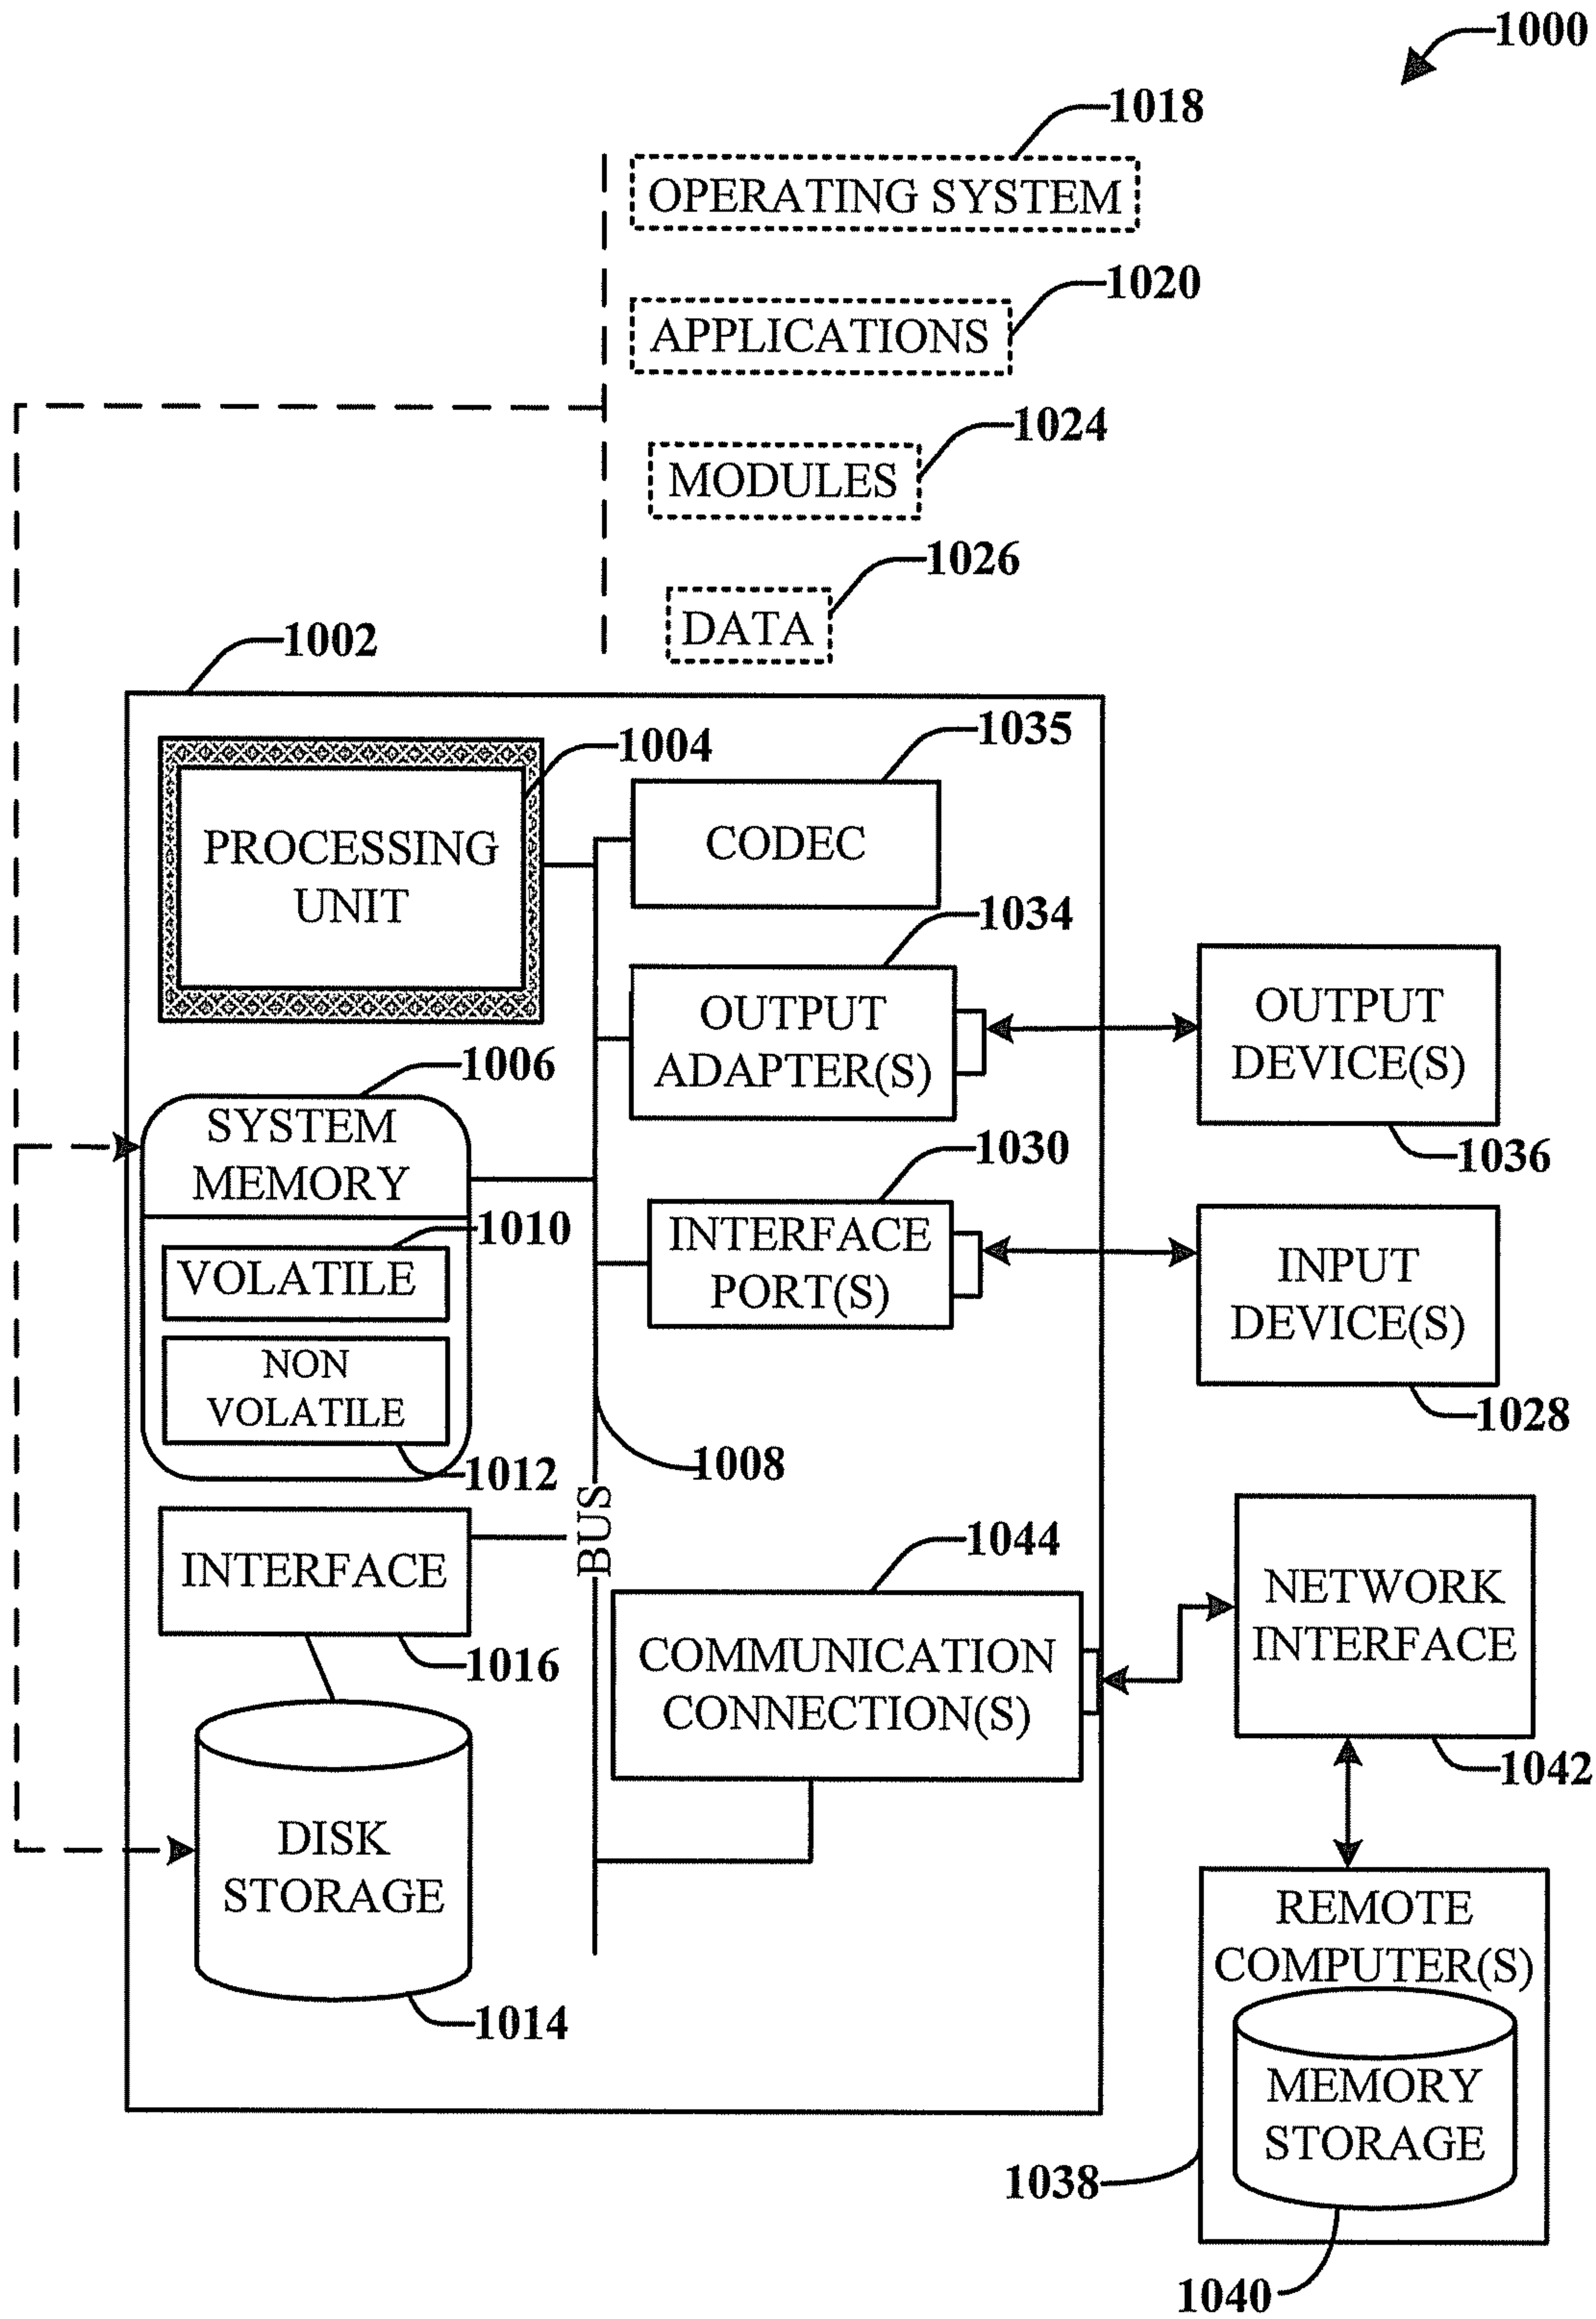 1000
1018
OPERATING SYSTEM
1020
APPLICATIONS
1024
MODULES
1026
DATA
1002
1004
PROCESSING
UNIT
1035
CODEC
1034
OUTPUT
ADAPTER(S)
OUTPUT
DEVICE(S)
1036
1006
SYSTEM
MEMORY
1010
VOLATILE
NON
VOLATILE
1012
1030
INTERFACE
PORT(S)
INPUT
DEVICE(S)
1028
1008
BUS
INTERFACE
1016
1044
COMMUNICATION
CONNECTION(S)
NETWORK
INTERFACE
1042
DISK
STORAGE
1014
REMOTE
COMPUTER(S)
MEMORY
STORAGE
1038
1040